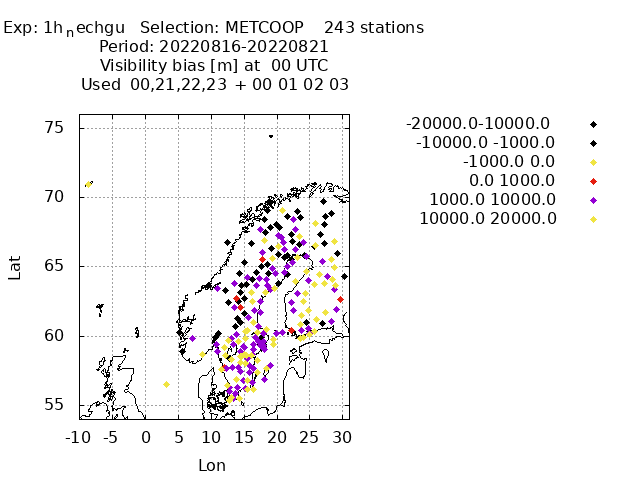 Exp: 1h_nechgu Selection: METCOOP 243 stations
Period: 20220816-20220821
Visibility bias [m] at 00 UTC
Used 00,21,22,23 + 00 01 02 03
-20000.0-10000.0
-10000.0 -1000.0
-1000.0 0.0
0.0 1000.0
1000.0 10000.0
10000.0 20000.0
75
70
65
60
55
Lat
-10 -5 0 5 10 15 20 25 30
Lon